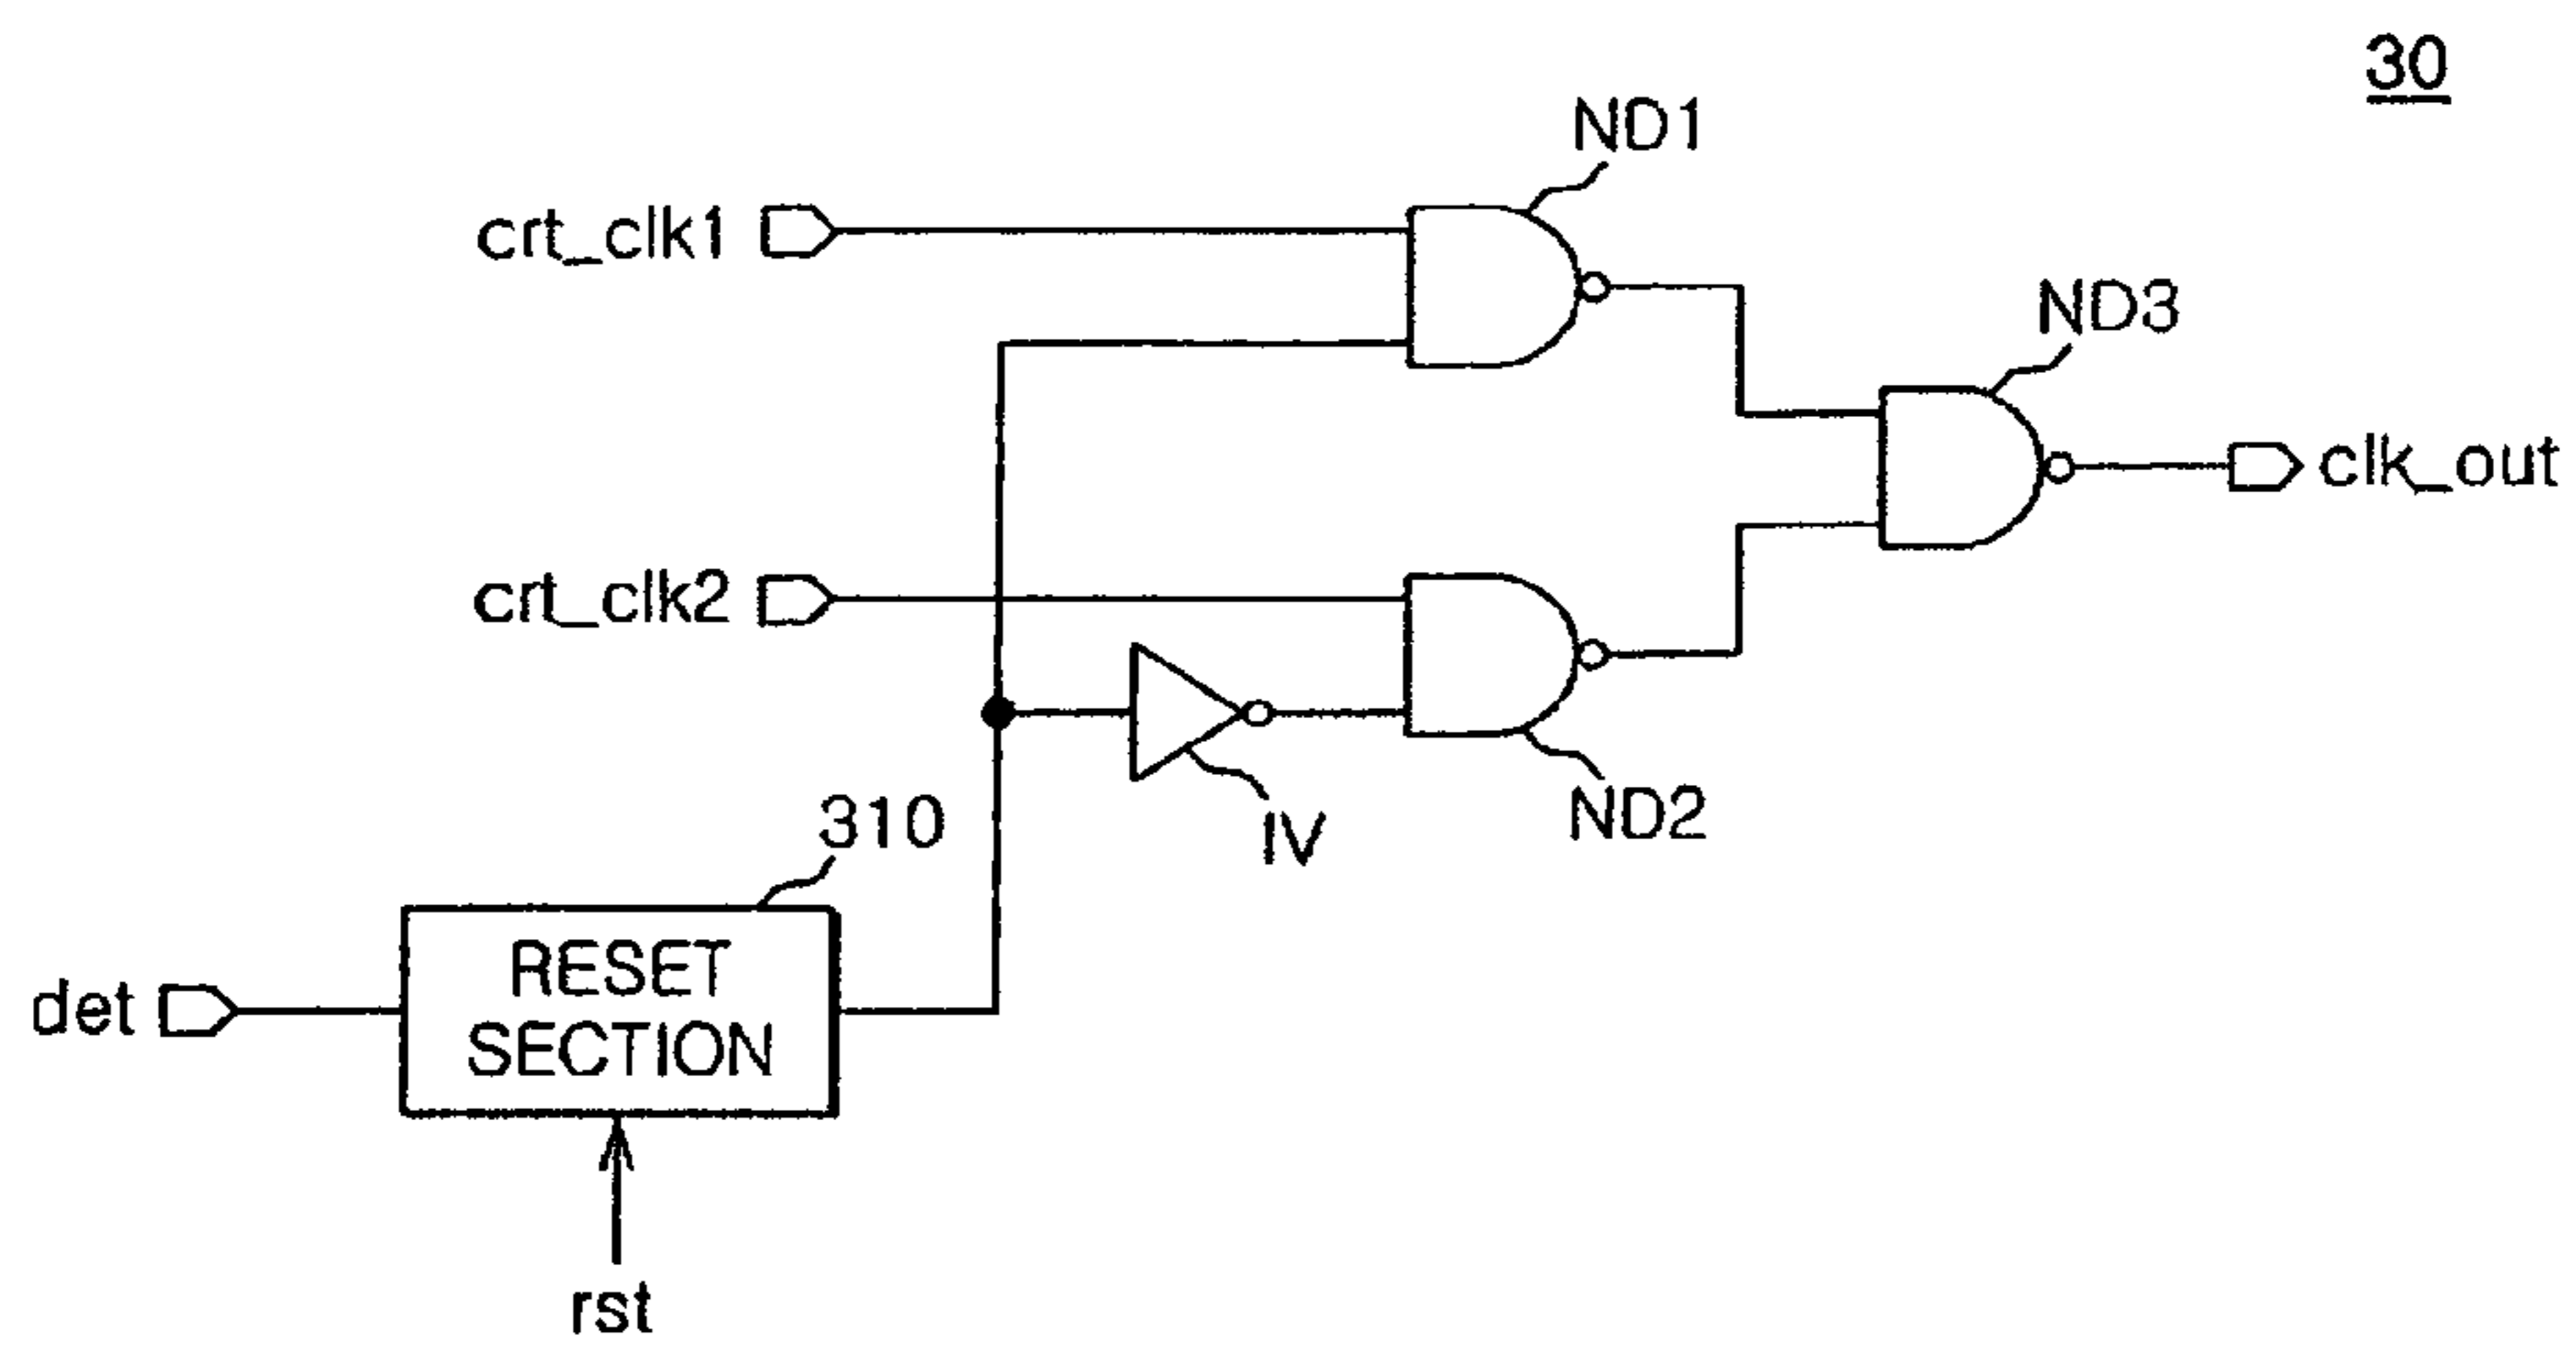 30
ND1
crt_clk1
ND3
clk_out
crt_clk2
IV
ND2
310
RESET
SECTION
det
rst